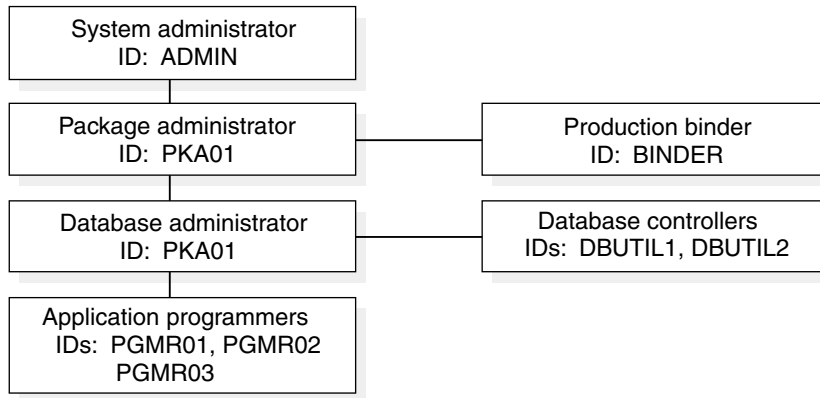 System administrator
ID: ADMIN
Package administrator
ID: PKA01
Production binder
ID: BINDER
Database administrator
ID: PKA01
Database controllers
IDs: DBUTIL1, DBUTIL2
Application programmers
IDs: PGMR01, PGMR02
PGMR03